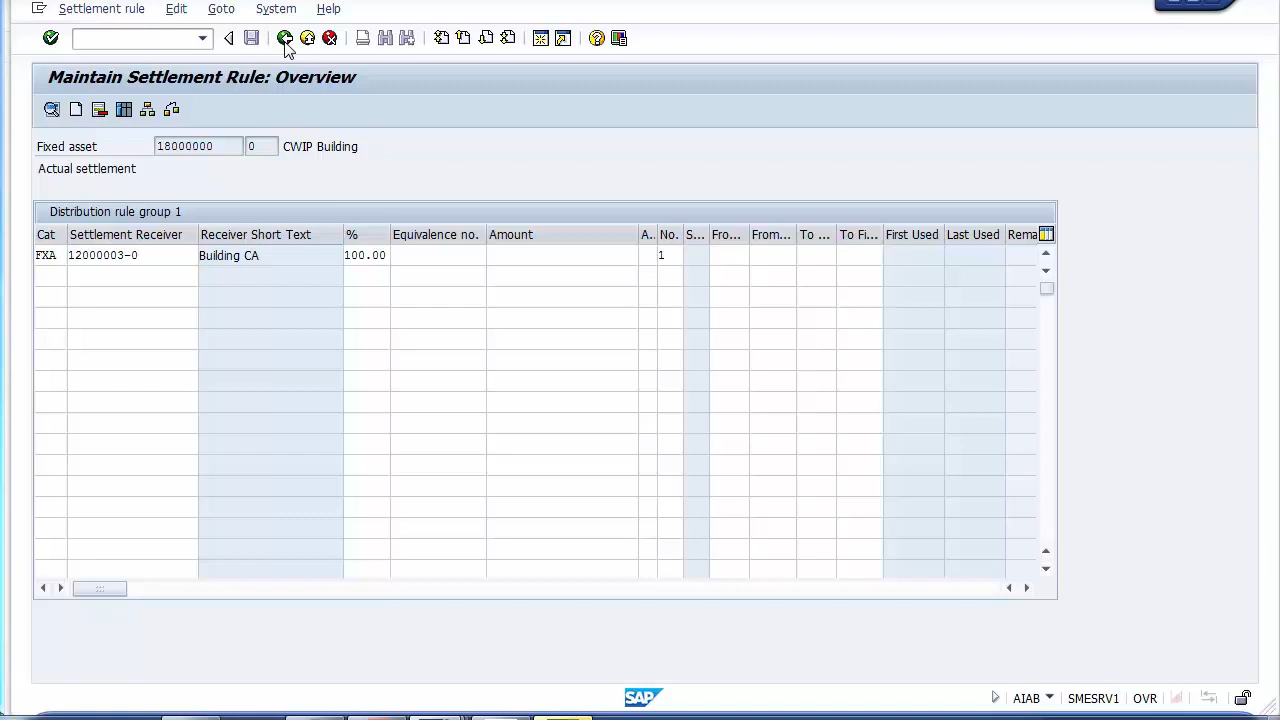 Settlement rule Edit Goto System Help
Maintain Settlement Rule: Overview
Fixed asset 18000000 0 CWIP Building
Actual settlement
Distribution rule group 1
Cat Settlement Receiver Receiver Short Text % Equivalence no. Amount A. No. S... Fro... From... To ... To Fi... First Used Last Used Rema
FXA 12000003-0 Building CA 100.00 1
SAP AIAB SMESRV1 OVR